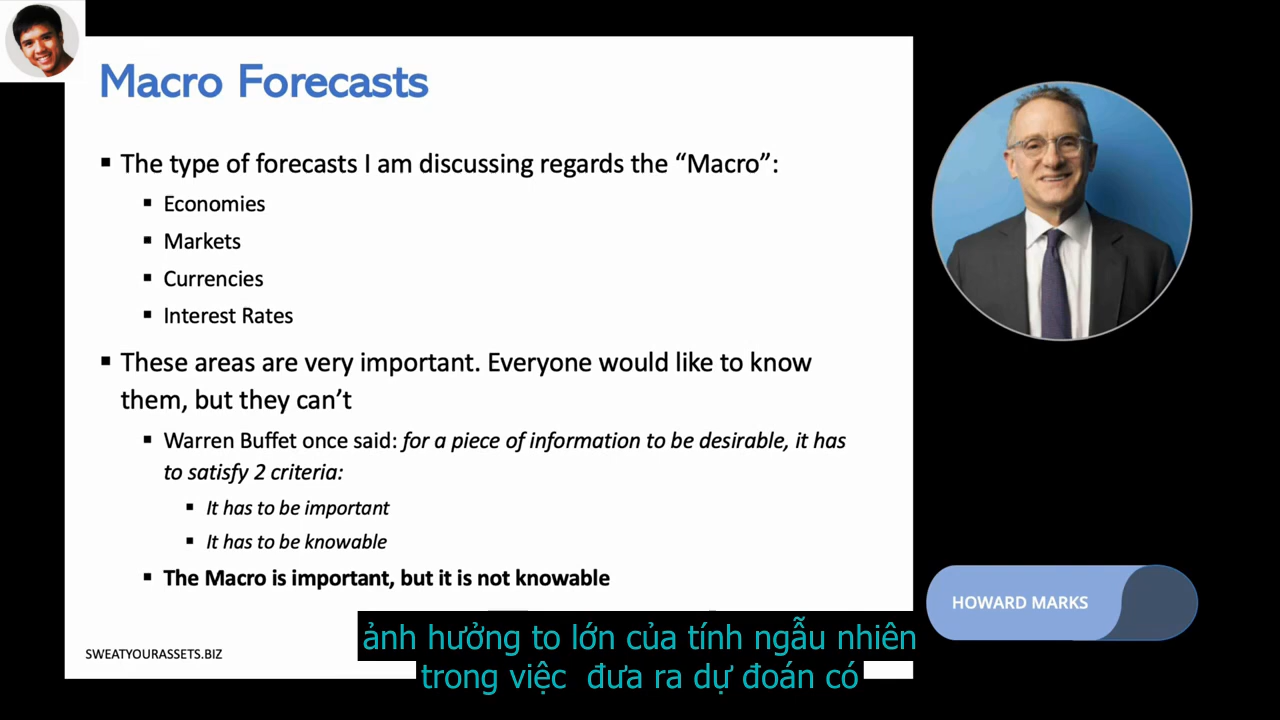 Macro Forecasts
▪ The type of forecasts I am discussing regards the “Macro”:
▪ Economies
▪ Markets
▪ Currencies
▪ Interest Rates
▪ These areas are very important. Everyone would like to know
them, but they can’t
▪ Warren Buffet once said: for a piece of information to be desirable, it has
to satisfy 2 criteria:
▪ It has to be important
▪ It has to be knowable
▪ The Macro is important, but it is not knowable
SWEATYOURASSETS.BIZ
HOWARD MARKS
ảnh hưởng to lớn của tính ngẫu nhiên
trong việc  đưa ra dự đoán có